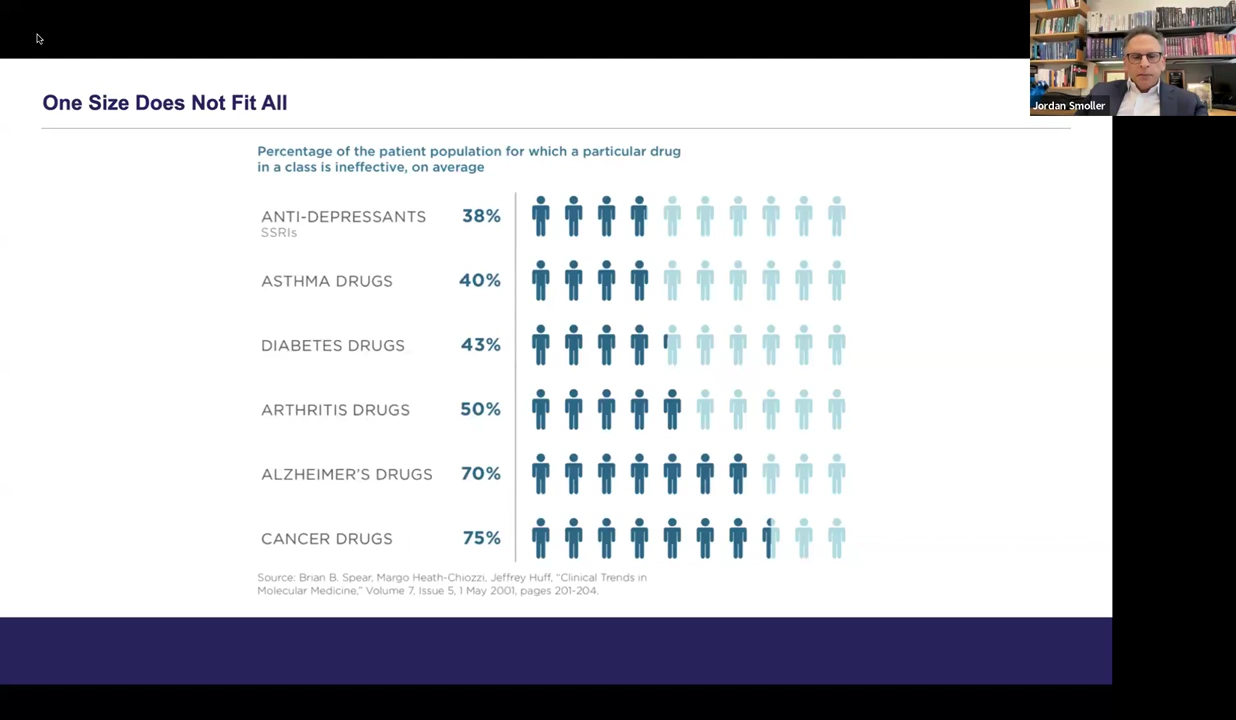 Jordan Smoller
One Size Does Not Fit All
Percentage of the patient population for which a particular drug
in a class is ineffective, on average
ANTI-DEPRESSANTS 38%
SSRIs
ASTHMA DRUGS 40%
DIABETES DRUGS 43%
ARTHRITIS DRUGS 50%
ALZHEIMER'S DRUGS 70%
CANCER DRUGS 75%
Source: Brian B. Spear, Margo Heath-Chiozzi, Jeffrey Huff, “Clinical Trends in
Molecular Medicine,” Volume 7, Issue 5, 1 May 2001, pages 201-204.